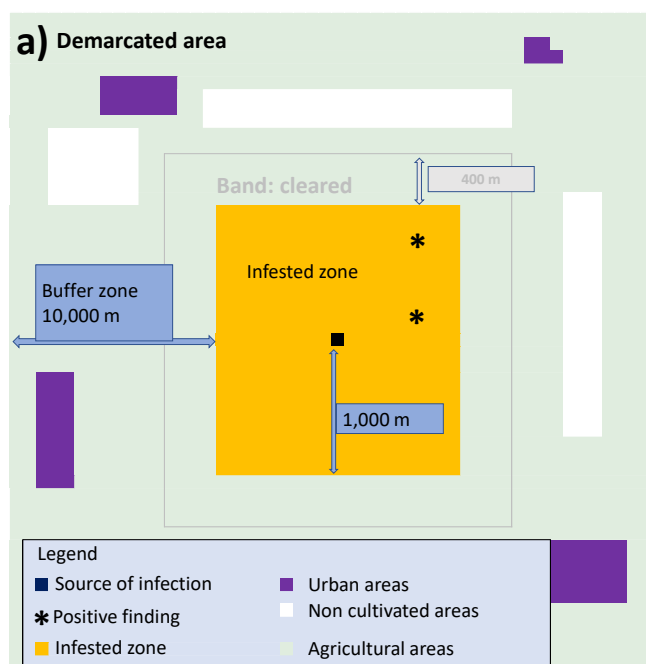 a) Demarcated area
Band: cleared
400 m
Infested zone
Buffer zone
10,000 m
1,000 m
Legend
Source of infection
Urban areas
* Positive finding
Non cultivated areas
Infested zone
Agricultural areas